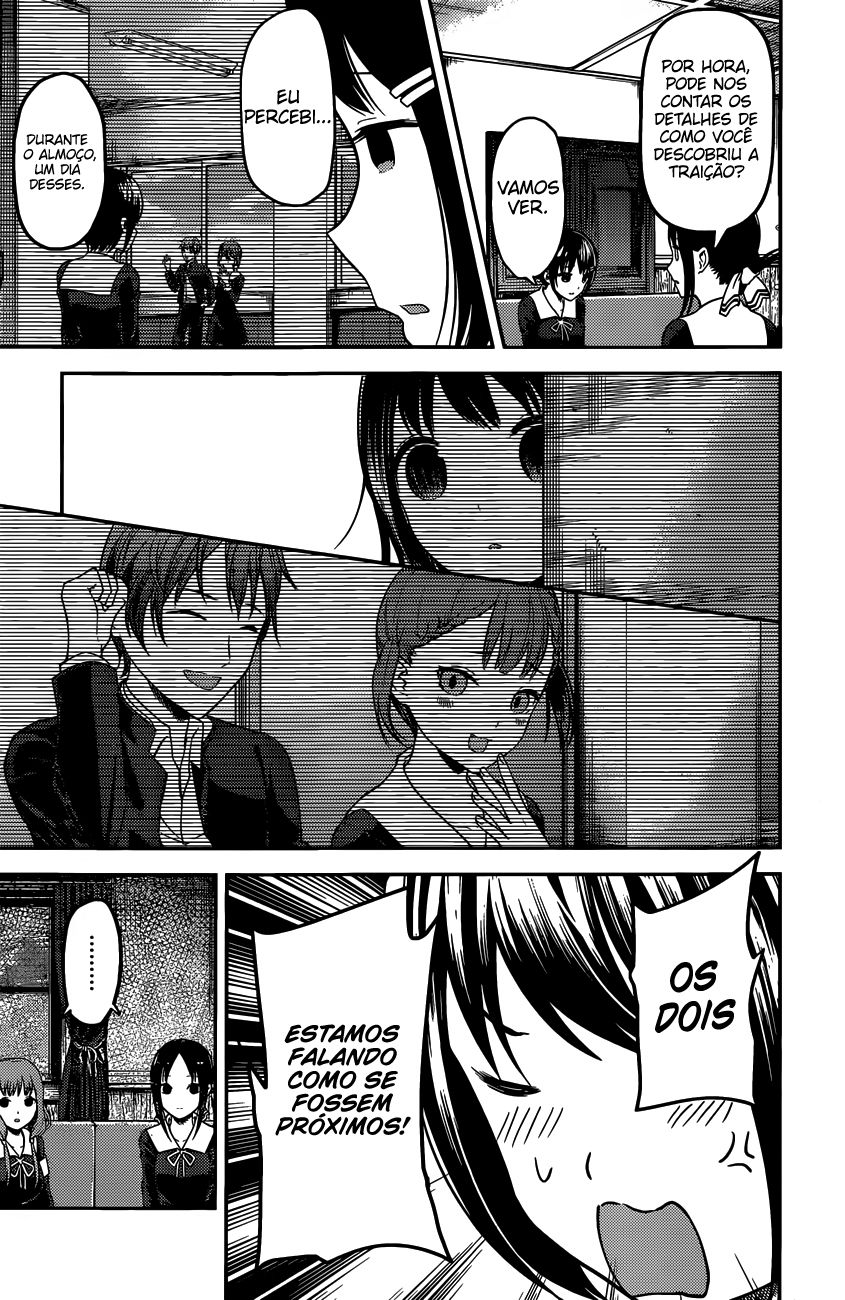 POR HORA,
PODE NOS
CONTAR OS
DETALHES DE
COMO VOCÊ
DESCOBRIU A
TRAIÇÃO?
VAMOS
VER.
EU
PERCEBI...
DURANTE
O ALMOÇO,
UM DIA
DESSES.
OS
DOIS
ESTAMOS
FALANDO
COMO SE
FOSSEM
PRÓXIMOS!
.........